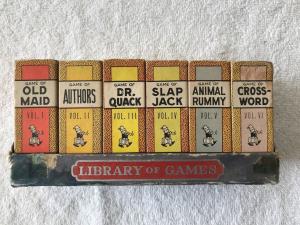 GAME OF
OLD
MAID
VOL. I
GAME OF
AUTHORS
VOL. II
GAME OF
DR.
QUACK
VOL. III
GAME OF
SLAP
JACK
VOL. IV
GAME OF
ANIMAL
RUMMY
VOL. V
GAME OF
CROSS-
WORD
VOL. VI
LIBRARY OF GAMES